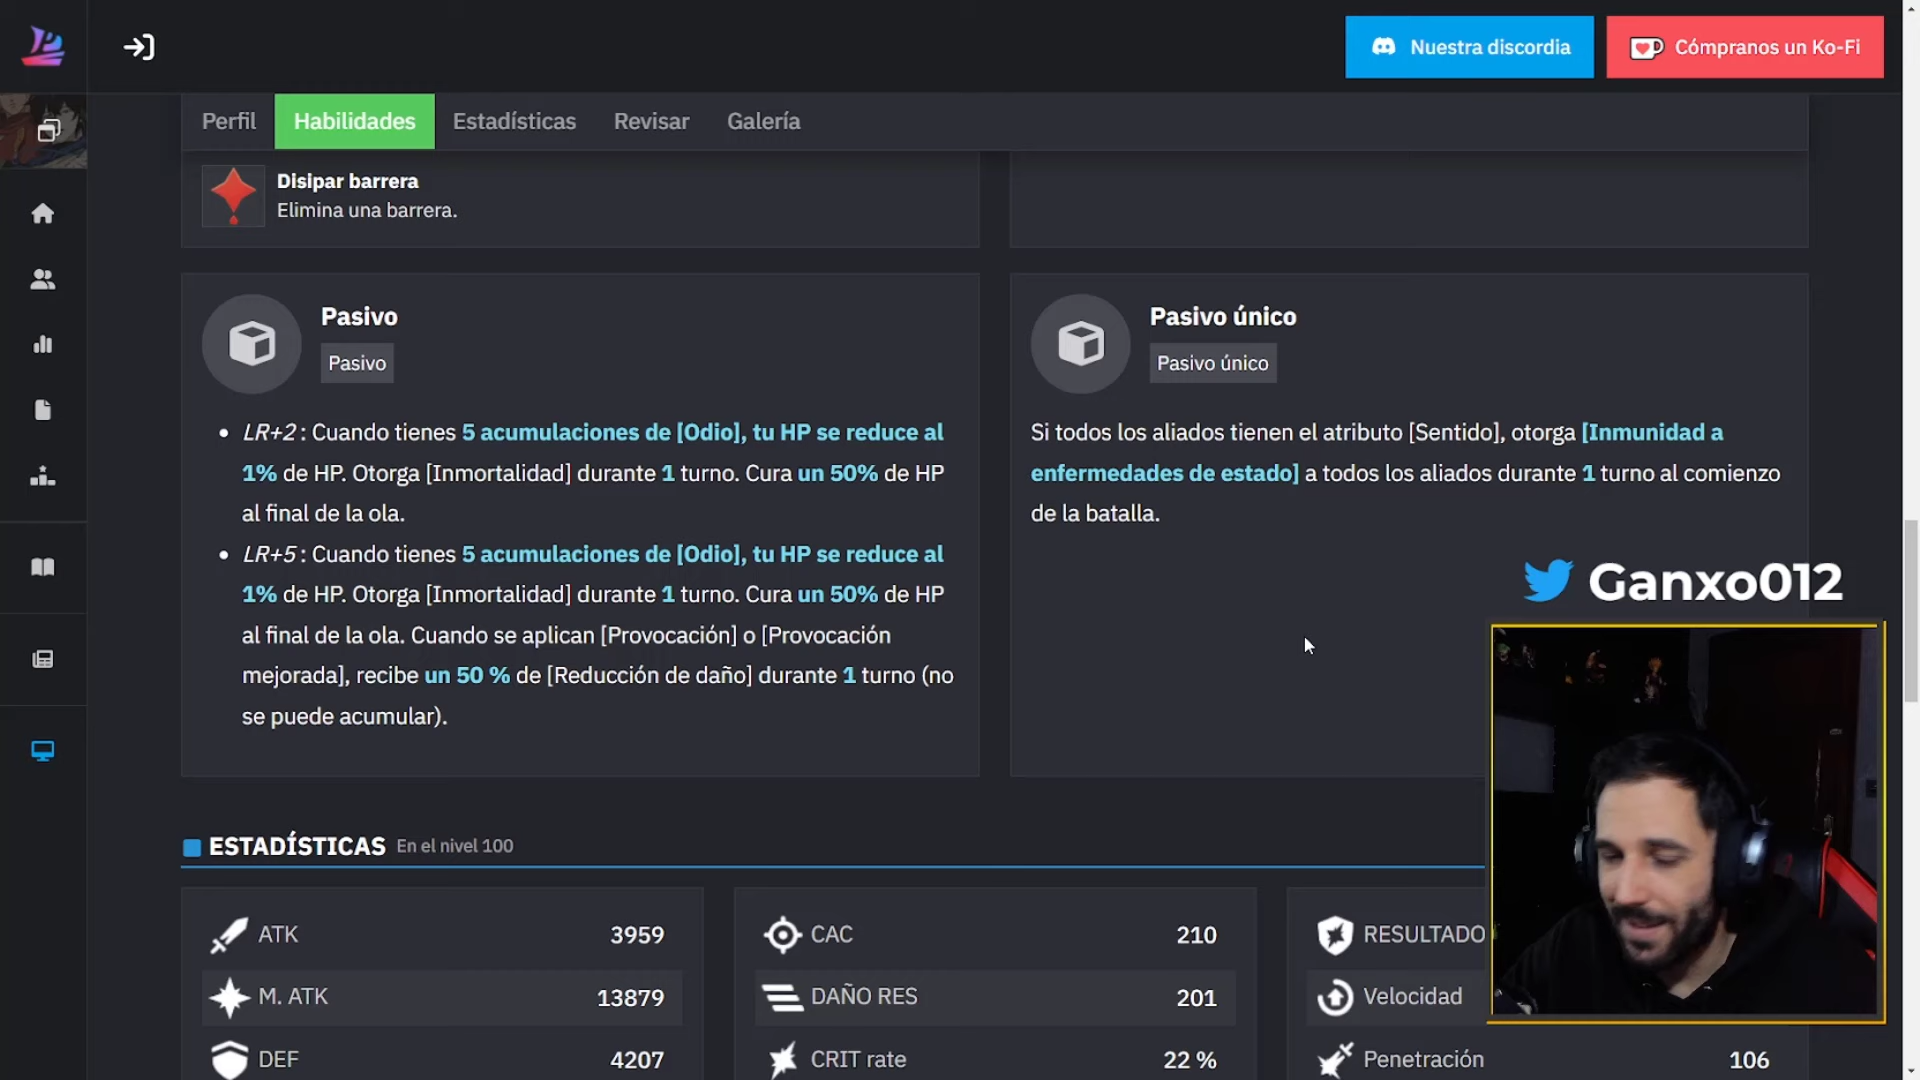 Nuestra discordia
Cómpranos un Ko-Fi
Perfil
Habilidades
Estadísticas
Revisar
Galería
Disipar barrera
Elimina una barrera.
Pasivo
Pasivo
LR+2: Cuando tienes 5 acumulaciones de [Odio], tu HP se reduce al
1% de HP. Otorga [Inmortalidad] durante 1 turno. Cura un 50% de HP
al final de la ola.
LR+5: Cuando tienes 5 acumulaciones de [Odio], tu HP se reduce al
1% de HP. Otorga [Inmortalidad] durante 1 turno. Cura un 50% de HP
al final de la ola. Cuando se aplican [Provocación] o [Provocación
mejorada], recibe un 50 % de [Reducción de daño] durante 1 turno (no
se puede acumular).
Pasivo único
Pasivo único
Si todos los aliados tienen el atributo [Sentido], otorga [Inmunidad a
enfermedades de estado] a todos los aliados durante 1 turno al comienzo
de la batalla.
Ganxo012
ESTADÍSTICAS En el nivel 100
ATK 3959
M. ATK 13879
DEF 4207
CAC 210
DAÑO RES 201
CRIT rate 22 %
RESULTADO
Velocidad
Penetración 106